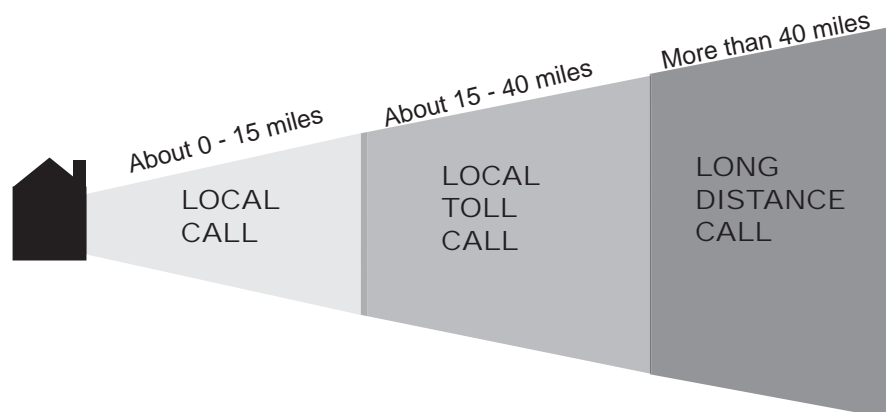 About 0 - 15 miles
LOCAL
CALL
About 15 - 40 miles
LOCAL
TOLL
CALL
More than 40 miles
LONG
DISTANCE
CALL